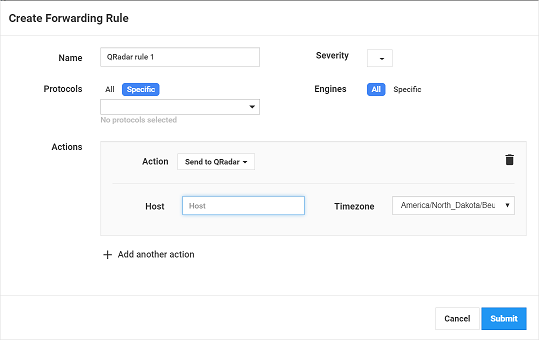 Create Forwarding Rule
Name QRadar rule 1 Severity
Protocols All Specific Engines All Specific
No protocols selected
Actions Action Send to QRadar
Host Host Timezone America/North_Dakota/Beu
Add another action
Cancel Submit